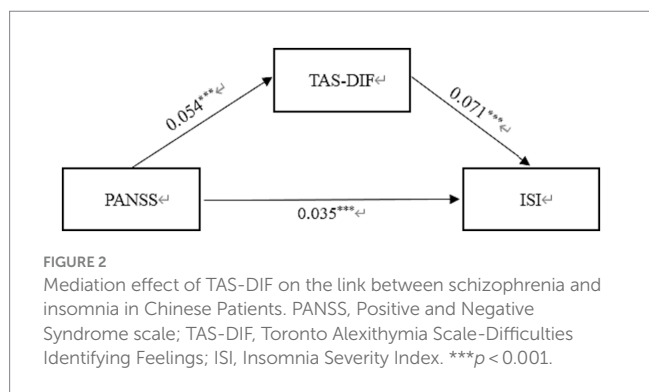 TAS-DIF↵
0.054***↵
0.071***↵
PANSS↵
ISI↵
0.035***↵
FIGURE 2
Mediation effect of TAS-DIF on the link between schizophrenia and
insomnia in Chinese Patients. PANSS, Positive and Negative
Syndrome scale; TAS-DIF, Toronto Alexithymia Scale-Difficulties
Identifying Feelings; ISI, Insomnia Severity Index. ***p < 0.001.